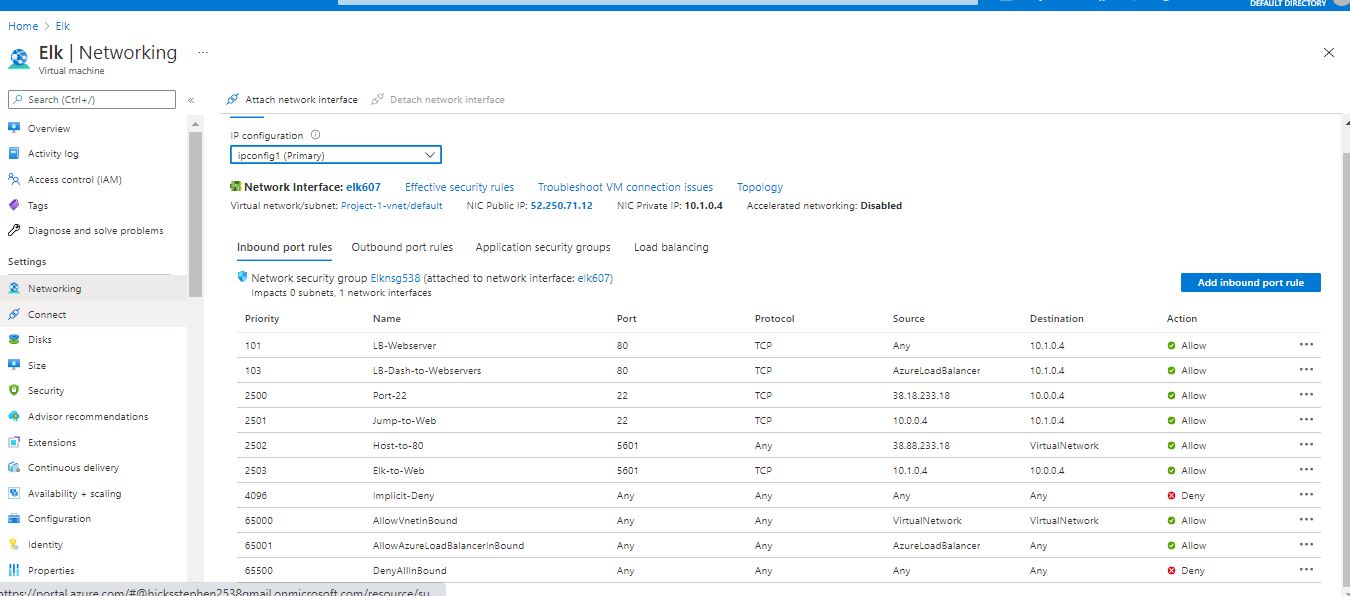 DEFAULT DIRECTORY
Home > Elk
Elk | Networking ...
Virtual machine
Search (Ctrl+/)
«
Overview
Activity log
Access control (IAM)
Tags
Diagnose and solve problems
Settings
Networking
Connect
Disks
Size
Security
Advisor recommendations
Extensions
Continuous delivery
Availability + scaling
Configuration
Identity
Properties
Attach network interface Detach network interface
IP configuration
ipconfig1 (Primary)
Network Interface: elk607 Effective security rules Troubleshoot VM connection issues Topology
Virtual network/subnet: Project-1-vnet/default NIC Public IP: 52.250.71.12 NIC Private IP: 10.1.0.4 Accelerated networking: Disabled
Inbound port rules Outbound port rules Application security groups Load balancing
Network security group Elknsg538 (attached to network interface: elk607)
Impacts 0 subnets, 1 network interfaces
Add inbound port rule
Priority Name Port Protocol Source Destination Action
101 LB-Webserver 80 TCP Any 10.1.0.4 Allow ...
103 LB-Dash-to-Webservers 80 TCP AzureLoadBalancer 10.1.0.4 Allow ...
2500 Port-22 22 TCP 38.18.233.18 10.0.0.4 Allow ...
2501 Jump-to-Web 22 TCP 10.0.0.4 10.1.0.4 Allow ...
2502 Host-to-80 5601 Any 38.88.233.18 VirtualNetwork Allow ...
2503 Elk-to-Web 5601 TCP 10.1.0.4 10.0.0.4 Allow ...
4096 Implicit-Deny Any Any Any Any Deny ...
65000 AllowVnetInBound Any Any VirtualNetwork VirtualNetwork Allow ...
65001 AllowAzureLoadBalancerInBound Any Any AzureLoadBalancer Any Allow ...
65500 DenyAllInBound Any Any Any Any Deny ...
https://portal.azure.com/#@hicksstephen2538gmail.onmicrosoft.com/resource/su...